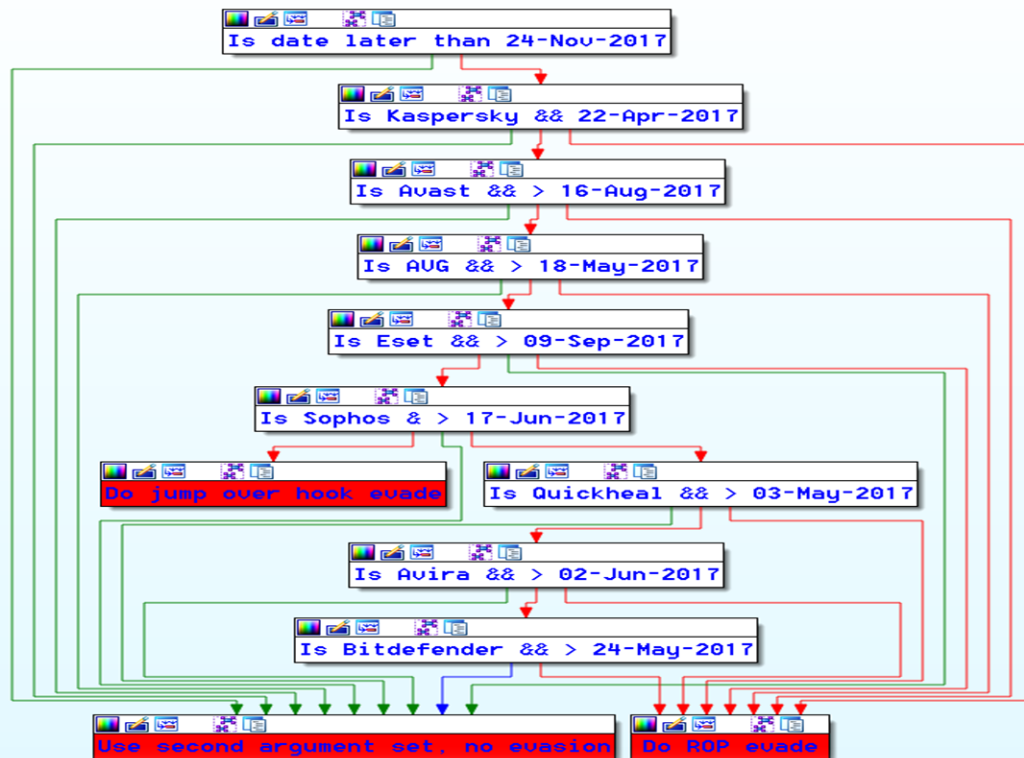 Is date later than 24-Nov-2017
Is Kaspersky && 22-Apr-2017
Is Avast && > 16-Aug-2017
Is AVG && > 18-May-2017
Is Eset && > 09-Sep-2017
Is Sophos & > 17-Jun-2017
Do jump over hook evade
Is Quickheal && > 03-May-2017
Is Avira && > 02-Jun-2017
Is Bitdefender && > 24-May-2017
Use second argument set, no evasion
Do ROP evade